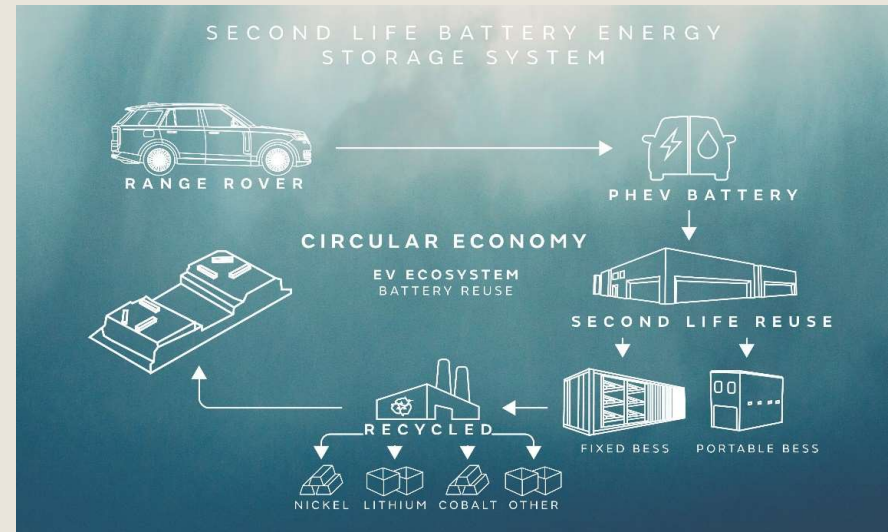 SECOND LIFE BATTERY ENERGY
STORAGE SYSTEM
RANGE ROVER
PHEV BATTERY
CIRCULAR ECONOMY
EV ECOSYSTEM
BATTERY REUSE
SECOND LIFE REUSE
FIXED BESS
PORTABLE BESS
RECYCLED
NICKEL
LITHIUM
COBALT
OTHER